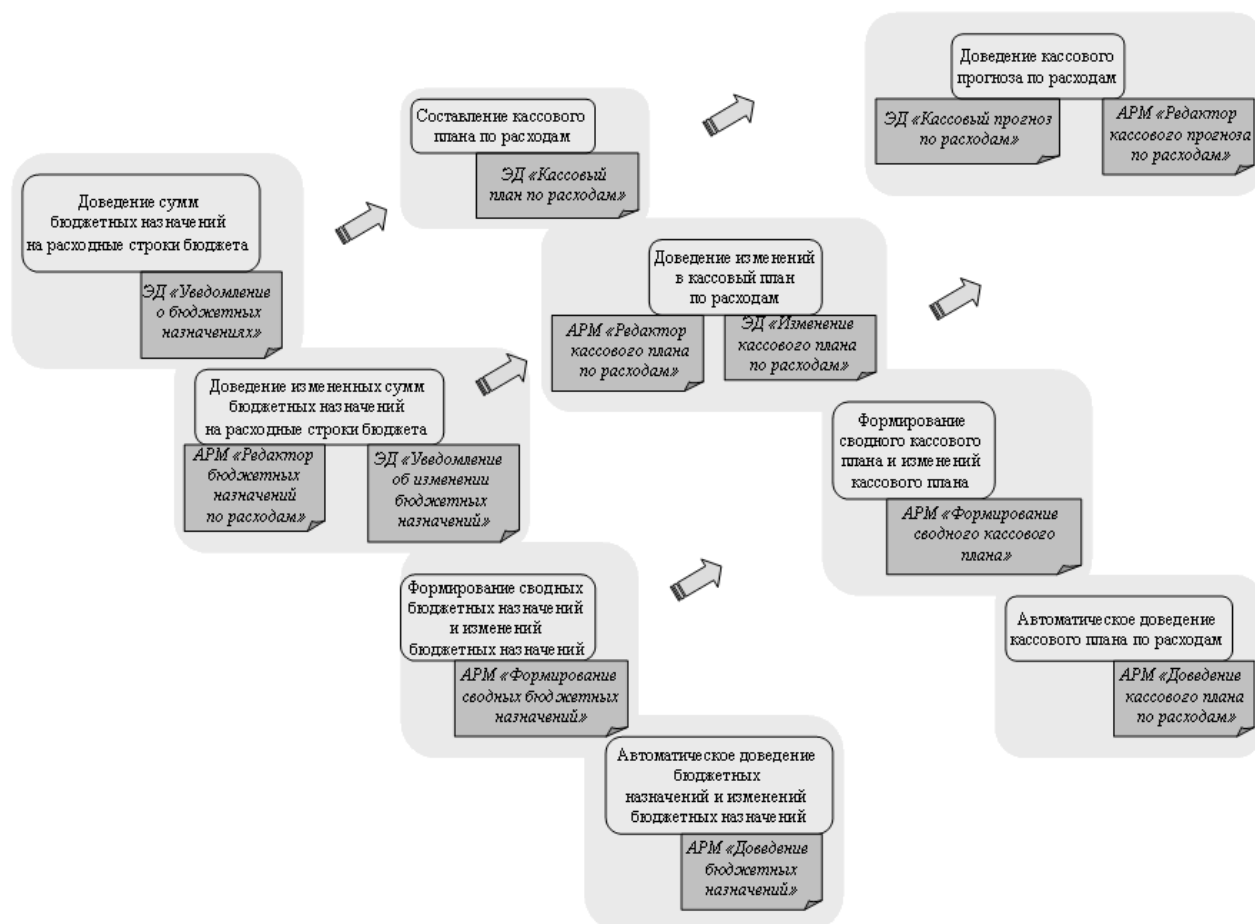 Доведение кассового
прогноза по расходам
ЭД «Кассовый прогноз
по расходам»
АРМ «Редактор
кассового прогноза
по расходам»
Составление кассового
плана по расходам
ЭД «Кассовый
план по расходам»
Доведение сумм
бюджетных назначений
на расходные строки бюджета
ЭД «Уведомление
о бюджетных
назначениях»
Доведение изменений
в кассовый план
по расходам
АРМ «Редактор
кассового плана
по расходам»
ЭД «Изменение
кассового плана
по расходам»
Доведение измененных сумм
бюджетных назначений
на расходные строки бюджета
АРМ «Редактор
бюджетных
назначений
по расходам»
ЭД «Уведомление
об изменении
бюджетных
назначений»
Формирование
сводного кассового
плана и изменений
кассового плана
АРМ «Формирование
сводного кассового
плана»
Формирование сводных
бюджетных назначений
и изменений
бюджетных назначений
АРМ «Формирование
сводных бюджетных
назначений»
Автоматическое доведение
кассового плана по расходам
АРМ «Доведение
кассового плана
по расходам»
Автоматическое доведение
бюджетных
назначений и изменений
бюджетных назначений
АРМ «Доведение
бюджетных
назначений»